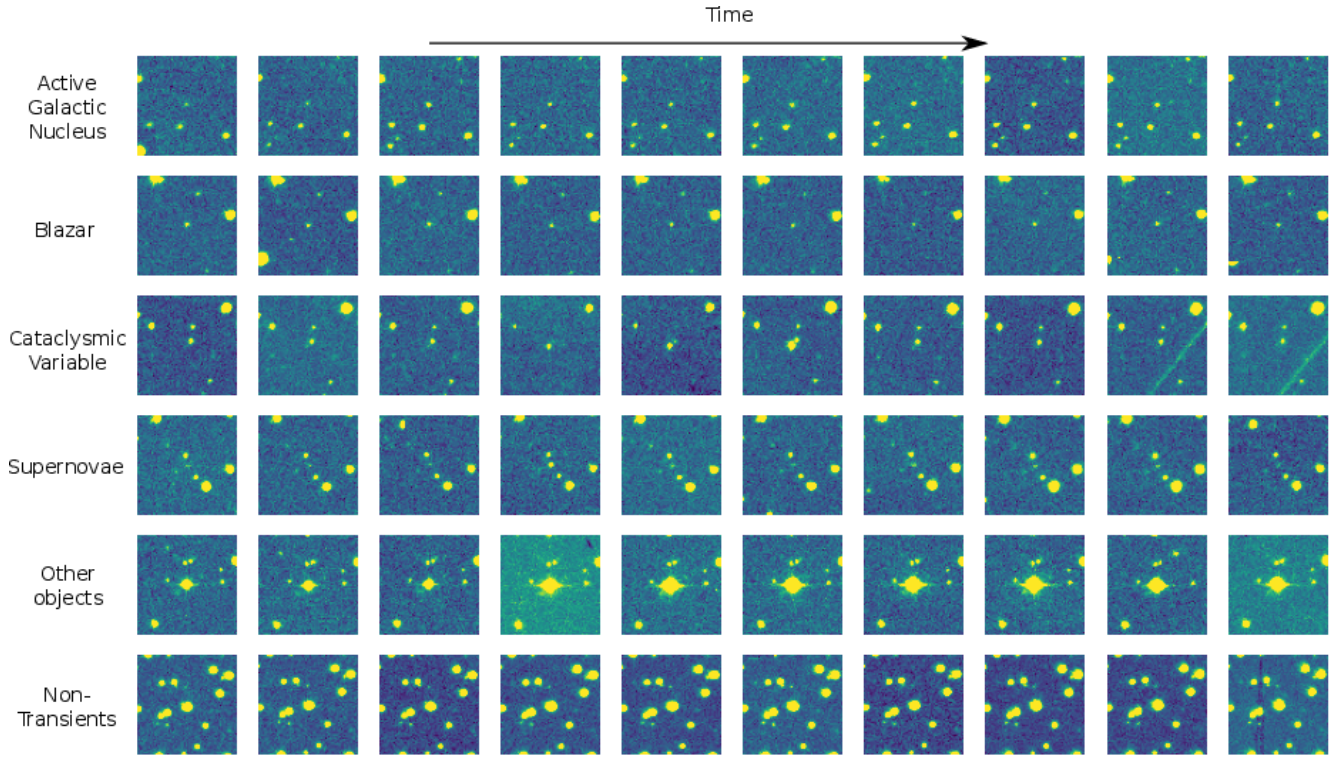 Time
Active
Galactic
Nucleus
Blazar
Cataclysmic
Variable
Supernovae
Other
objects
Non-
Transients